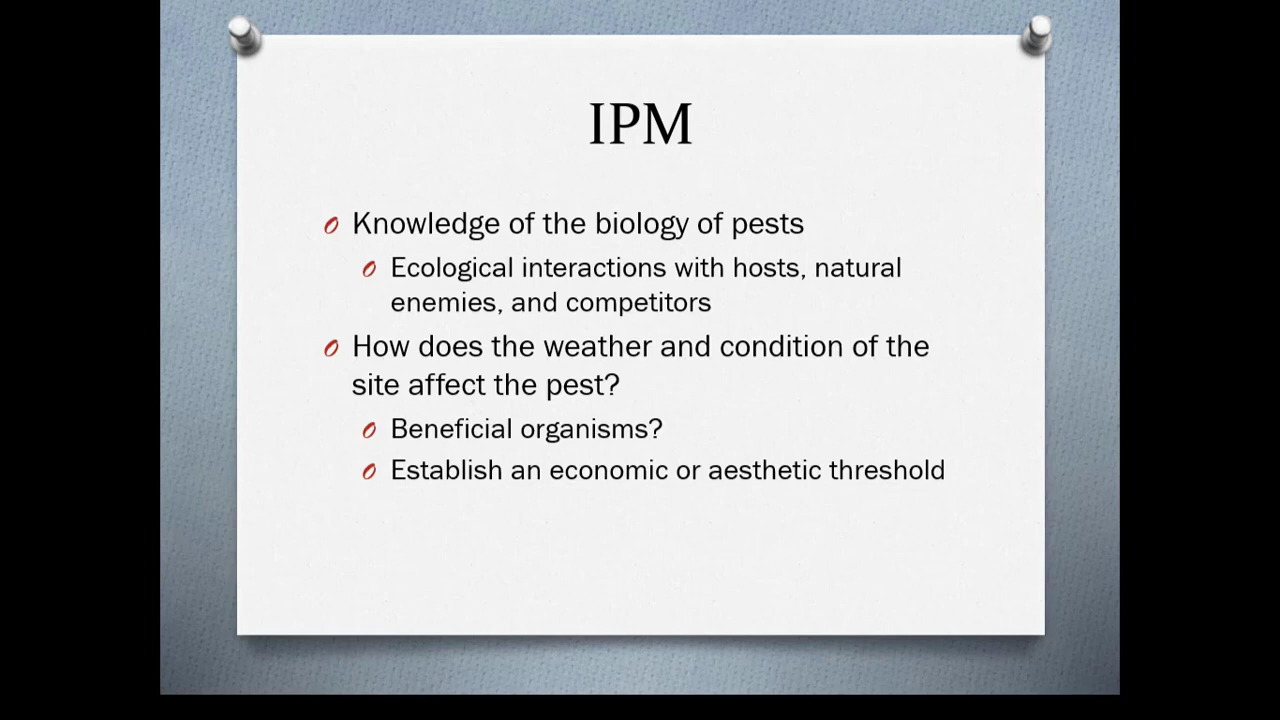 IPM
Knowledge of the biology of pests
Ecological interactions with hosts, natural
enemies, and competitors
How does the weather and condition of the
site affect the pest?
Beneficial organisms?
Establish an economic or aesthetic threshold